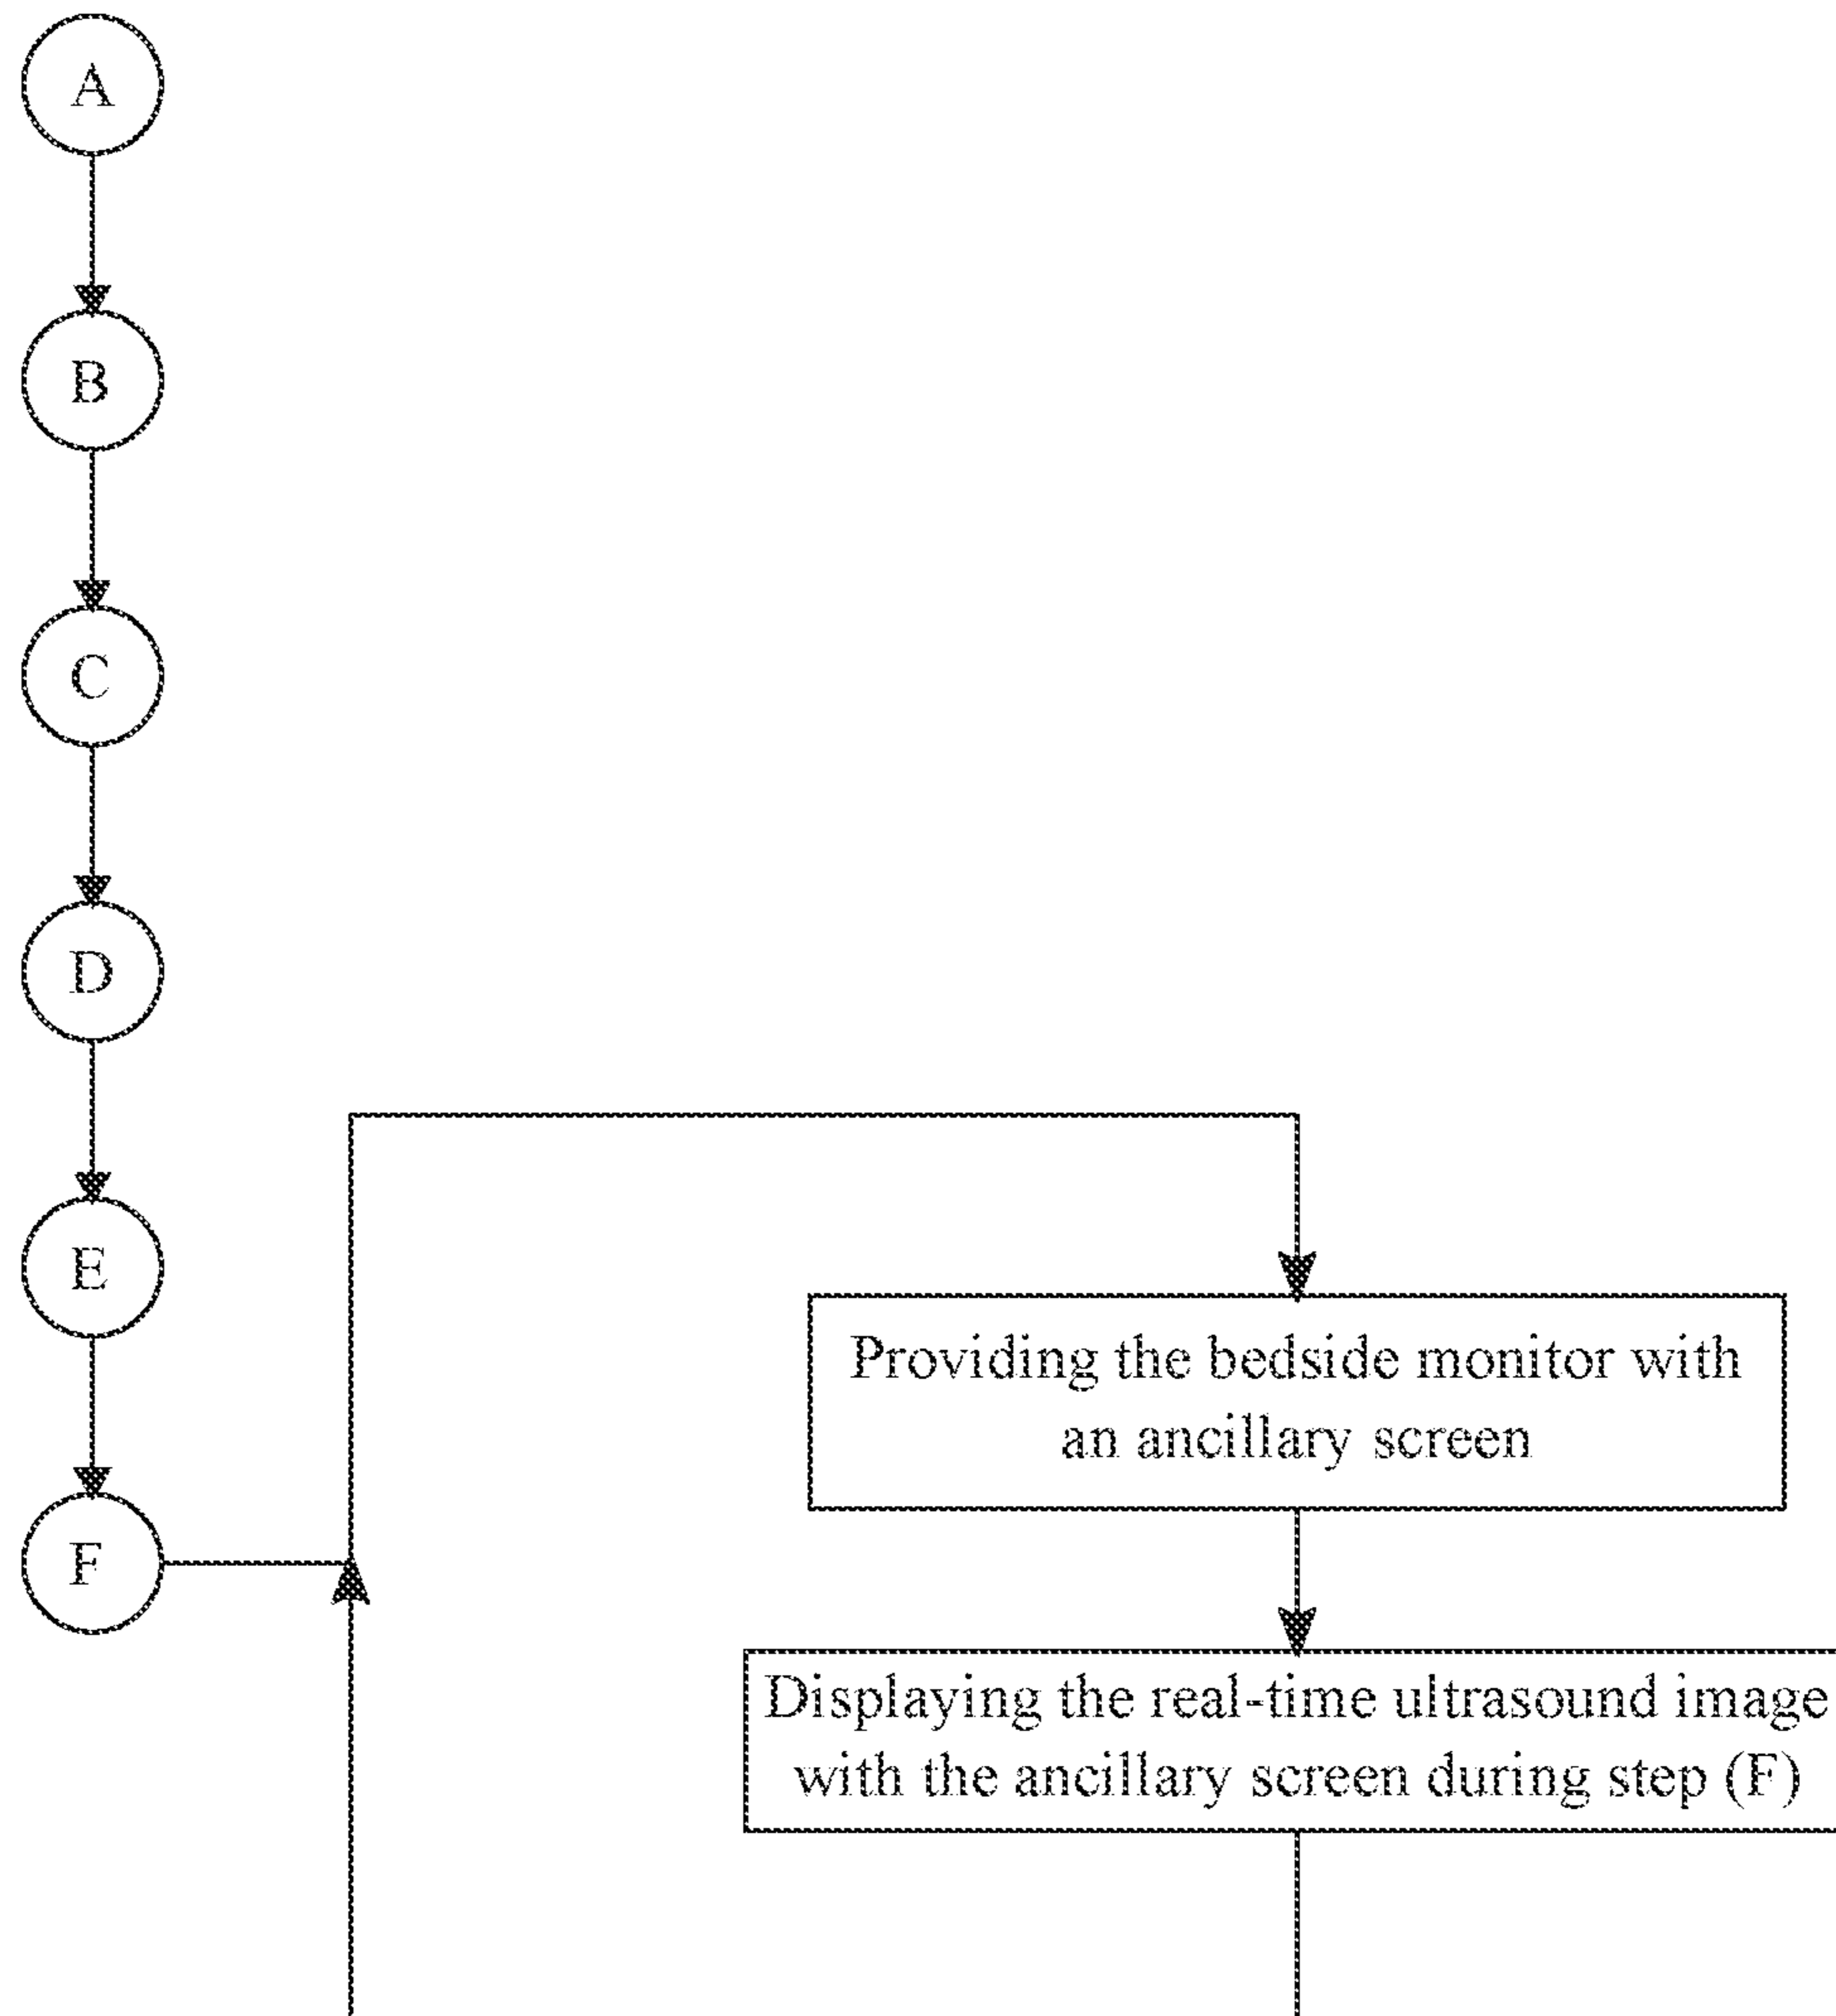 A
B
C
D
E
F
Providing the bedside monitor with
an ancillary screen
Displaying the real-time ultrasound image
with the ancillary screen during step (F)